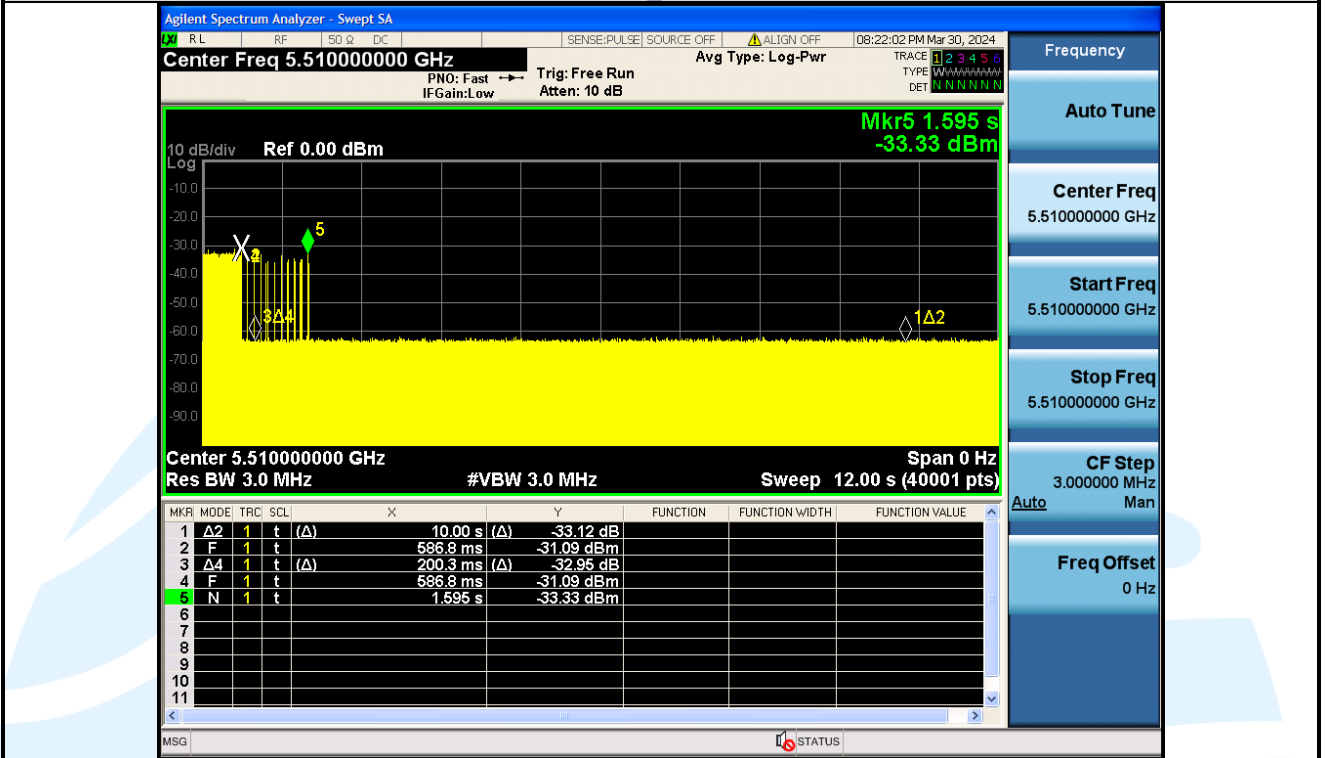 Agilent Spectrum Analyzer - Swept SA
LXI RL RF 50 Ω DC SENSE:PULSE SOURCE OFF ALIGN OFF 08:22:02 PM Mar 30, 2024
Center Freq 5.510000000 GHz Avg Type: Log-Pwr TRACE 1 2 3 4 5 6
PNO: Fast Trig: Free Run TYPE WWWWWW
IFGain:Low Atten: 10 dB DET N N N N N N
Mkr5 1.595 s
10 dB/div Ref 0.00 dBm -33.33 dBm
Log
-10.0
-20.0
5
-30.0
2
-40.0
-50.0
3Δ4 1Δ2
-60.0
-70.0
-80.0
-90.0
Center 5.510000000 GHz Span 0 Hz
Res BW 3.0 MHz #VBW 3.0 MHz Sweep 12.00 s (40001 pts)
MKR MODE TRC SCL X Y FUNCTION FUNCTION WIDTH FUNCTION VALUE
1 Δ2 1 t (Δ) 10.00 s (Δ) -33.12 dB
2 F 1 t 586.8 ms -31.09 dBm
3 Δ4 1 t (Δ) 200.3 ms (Δ) -32.95 dB
4 F 1 t 586.8 ms -31.09 dBm
5 N 1 t 1.595 s -33.33 dBm
6
7
8
9
10
11
MSG STATUS
Frequency
Auto Tune
Center Freq
5.510000000 GHz
Start Freq
5.510000000 GHz
Stop Freq
5.510000000 GHz
CF Step
3.000000 MHz
Auto Man
Freq Offset
0 Hz